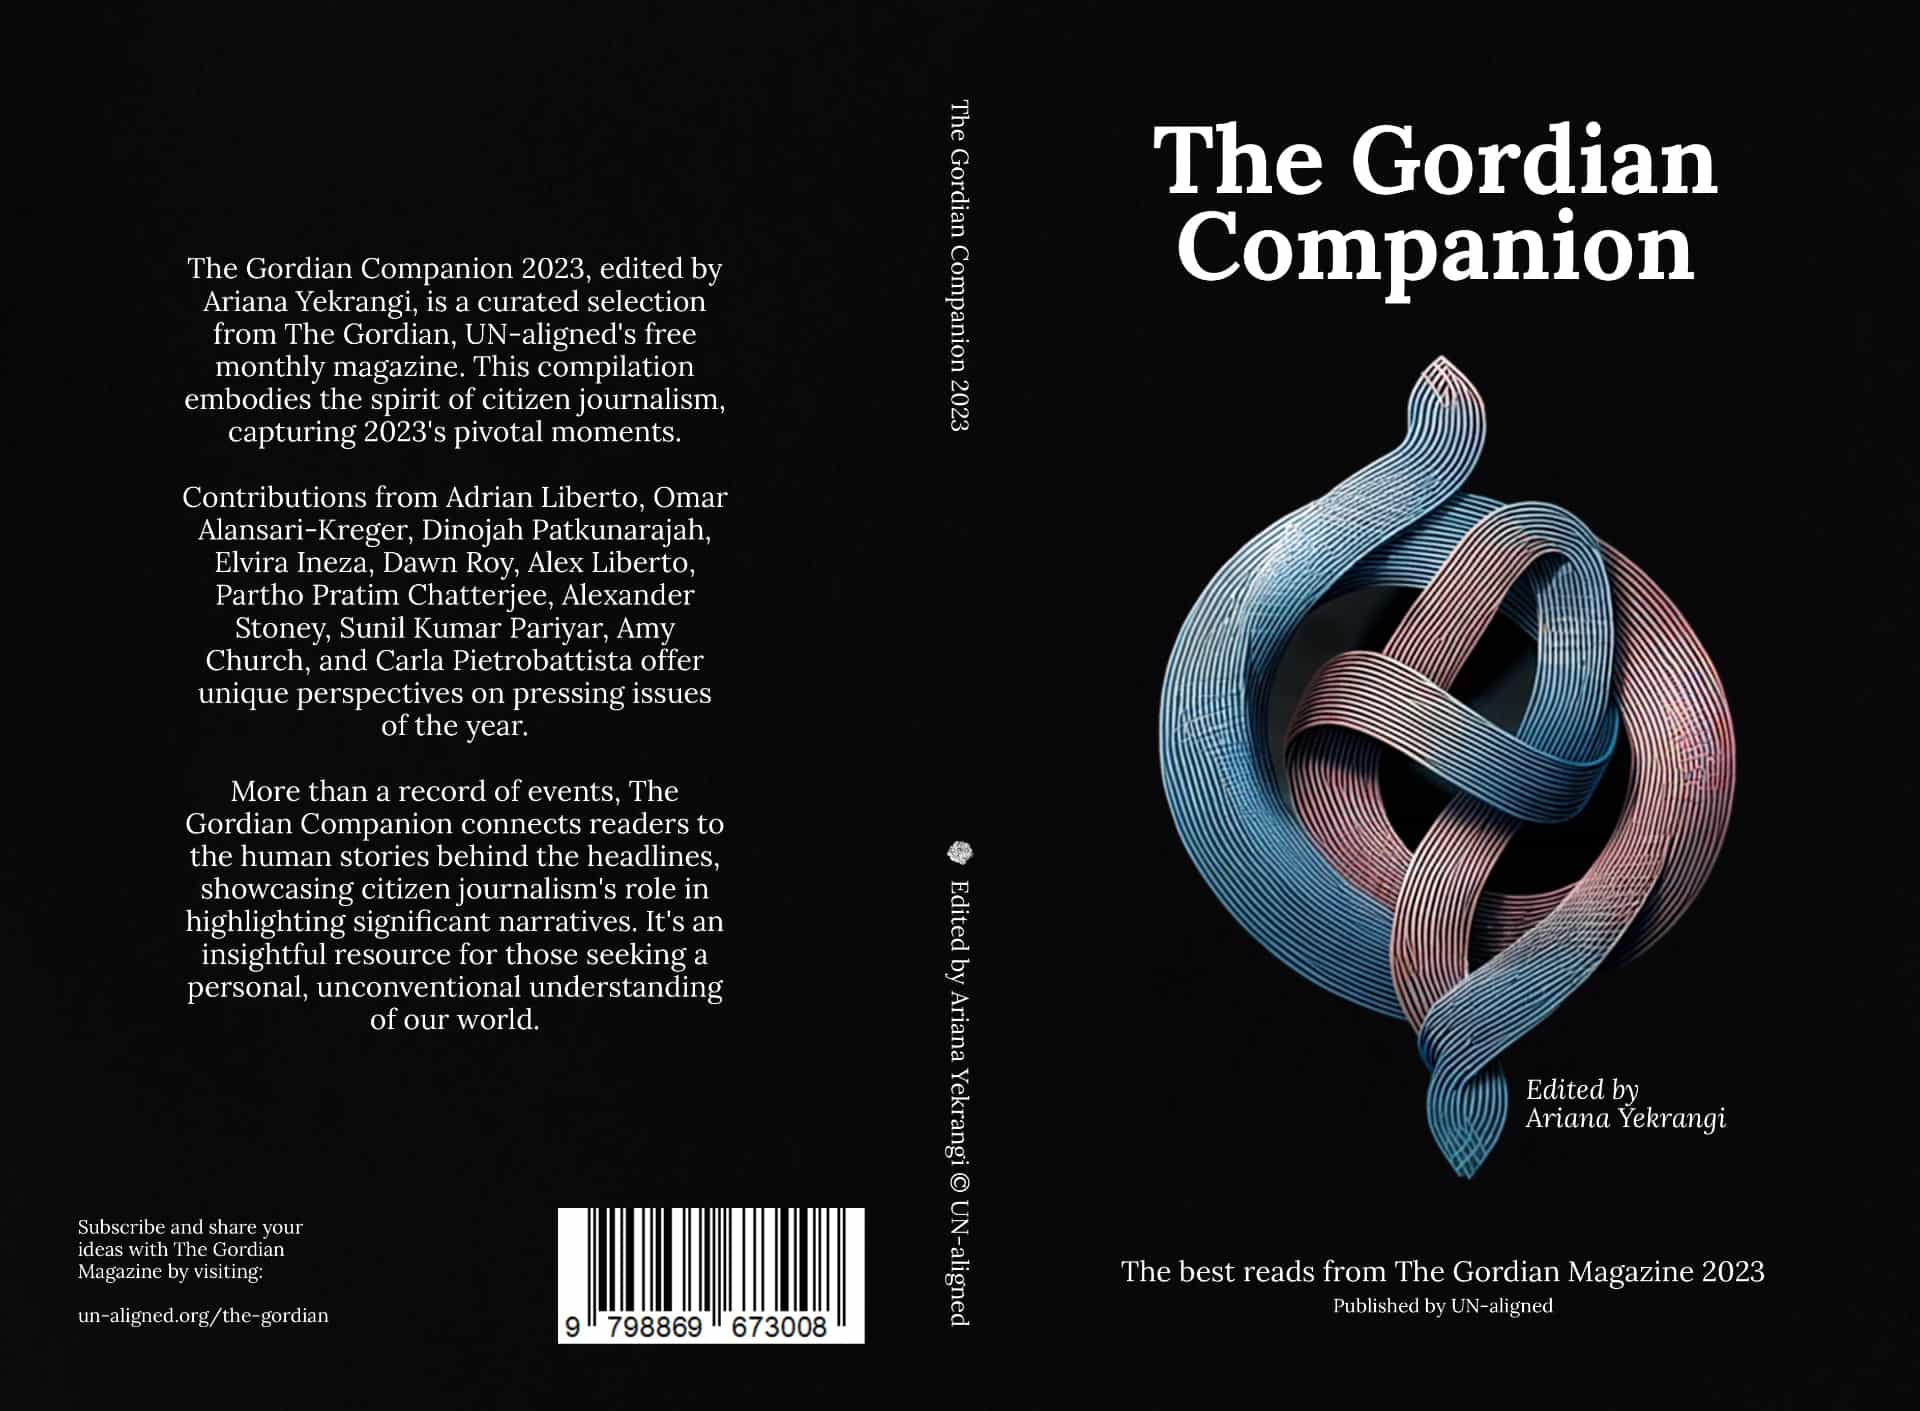 The Gordian Companion 2023, edited by
Ariana Yekrangi, is a curated selection
from The Gordian, UN-aligned's free
monthly magazine. This compilation
embodies the spirit of citizen journalism,
capturing 2023's pivotal moments.
Contributions from Adrian Liberto, Omar
Alansari-Kreger, Dinojah Patkunarajah,
Elvira Ineza, Dawn Roy, Alex Liberto,
Partho Pratim Chatterjee, Alexander
Stoney, Sunil Kumar Pariyar, Amy
Church, and Carla Pietrobattista offer
unique perspectives on pressing issues
of the year.
More than a record of events, The
Gordian Companion connects readers to
the human stories behind the headlines,
showcasing citizen journalism's role in
highlighting significant narratives. It's an
insightful resource for those seeking a
personal, unconventional understanding
of our world.
Subscribe and share your
ideas with The Gordian
Magazine by visiting:
un-aligned.org/the-gordian
9 798869 673008
The Gordian Companion 2023
Edited by Ariana Yekrangi © UN-aligned
The Gordian
Companion
Edited by
Ariana Yekrangi
The best reads from The Gordian Magazine 2023
Published by UN-aligned